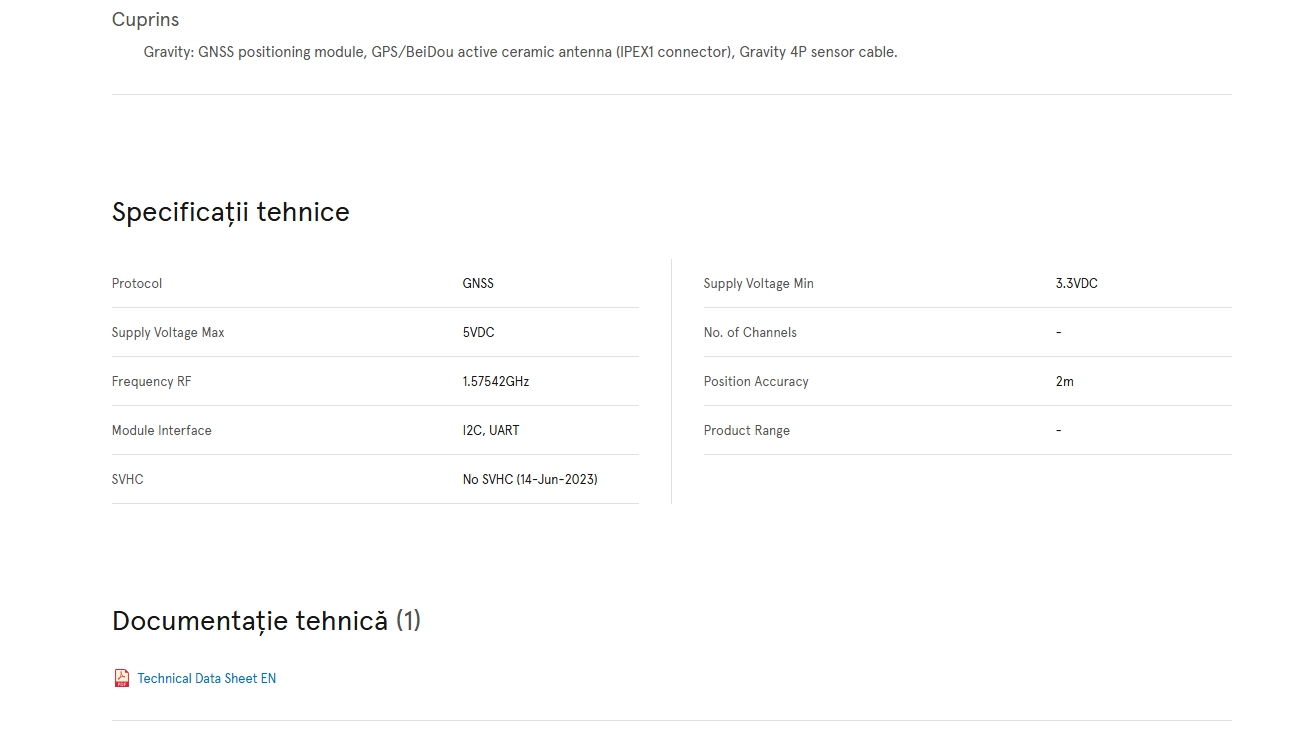 Cuprins
Gravity: GNSS positioning module, GPS/BeiDou active ceramic antenna (IPEX1 connector), Gravity 4P sensor cable.
Specificații tehnice
Protocol GNSS
Supply Voltage Max 5VDC
Frequency RF 1.57542GHz
Module Interface I2C, UART
SVHC No SVHC (14-Jun-2023)
Supply Voltage Min 3.3VDC
No. of Channels -
Position Accuracy 2m
Product Range -
Documentație tehnică (1)
Technical Data Sheet EN